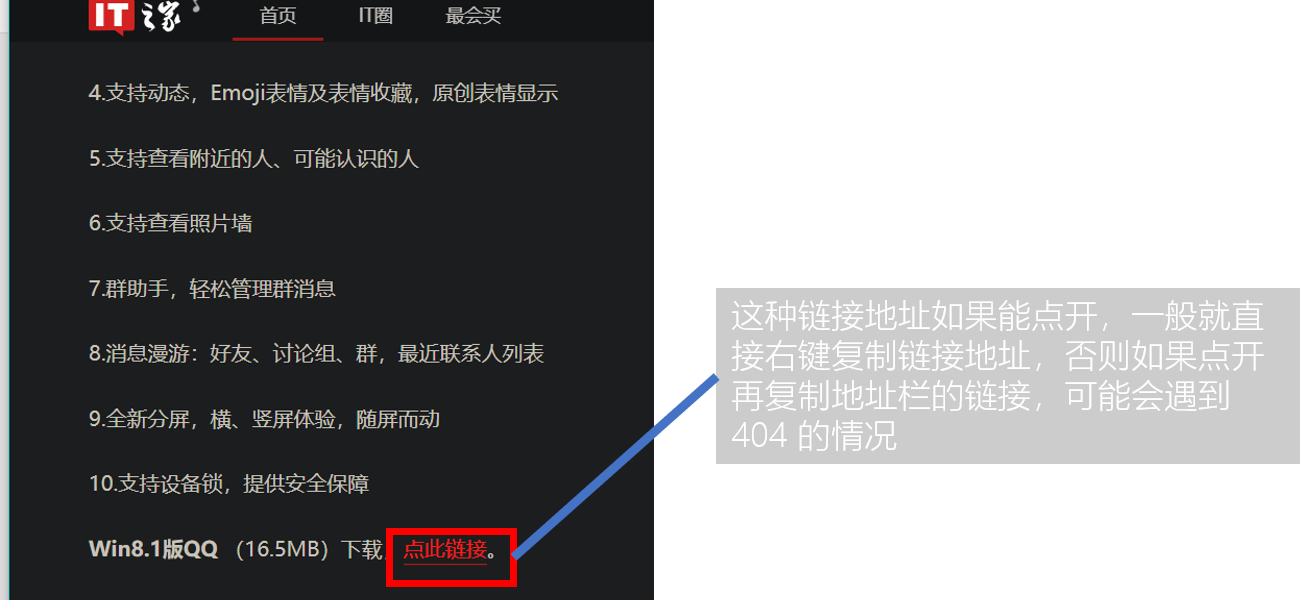 IT之家
首页 IT圈 最会买
4.支持动态，Emoji表情及表情收藏，原创表情显示
5.支持查看附近的人、可能认识的人
6.支持查看照片墙
7.群助手，轻松管理群消息
8.消息漫游：好友、讨论组、群，最近联系人列表
9.全新分屏，横、竖屏体验，随屏而动
10.支持设备锁，提供安全保障
Win8.1版QQ （16.5MB）下载，点此链接。
这种链接地址如果能点开，一般就直
接右键复制链接地址，否则如果点开
再复制地址栏的链接，可能会遇到
404 的情况